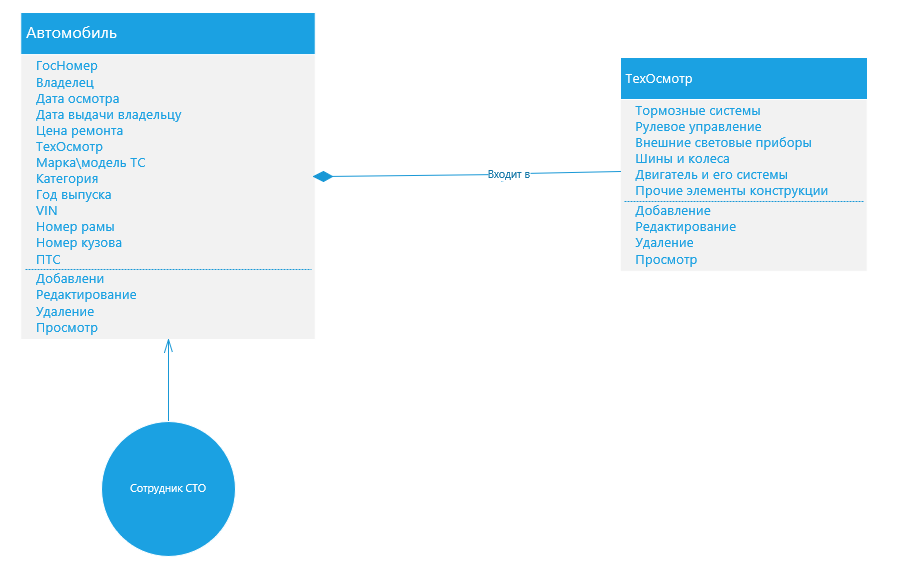 Автомобиль
ГосНомер
Владелец
Дата осмотра
Дата выдачи владельцу
Цена ремонта
ТехОсмотр
Марка\модель ТС
Категория
Год выпуска
VIN
Номер рамы
Номер кузова
ПТС
Добавлени
Редактирование
Удаление
Просмотр
Входит в
ТехОсмотр
Тормозные системы
Рулевое управление
Внешние световые приборы
Шины и колеса
Двигатель и его системы
Прочие элементы конструкции
Добавление
Редактирование
Удаление
Просмотр
Сотрудник СТО